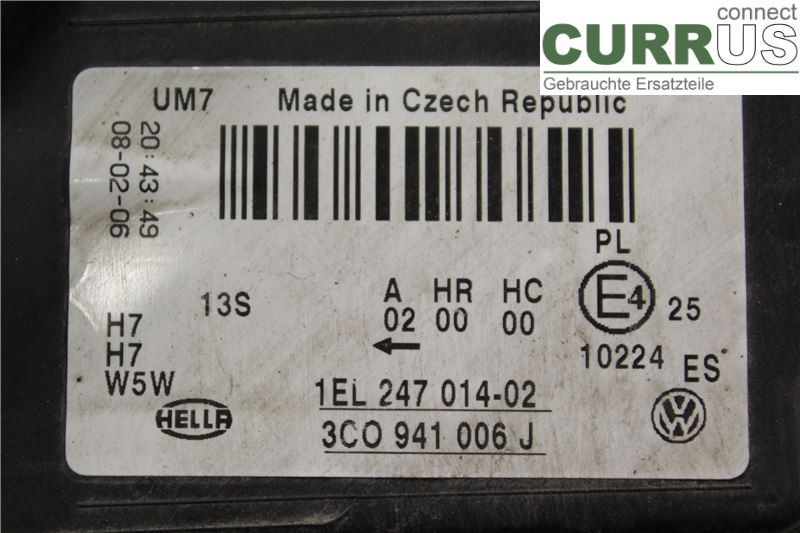 connect
CURRUS
Gebrauchte Ersatzteile
UM7 Made in Czech Republic
20:43:49
08-02-06
PL
13S
A HR HC
02 00 00
E4 25
10224 ES
H7
H7
W5W
HELLA
1EL 247 014-02
3C0 941 006 J
VW